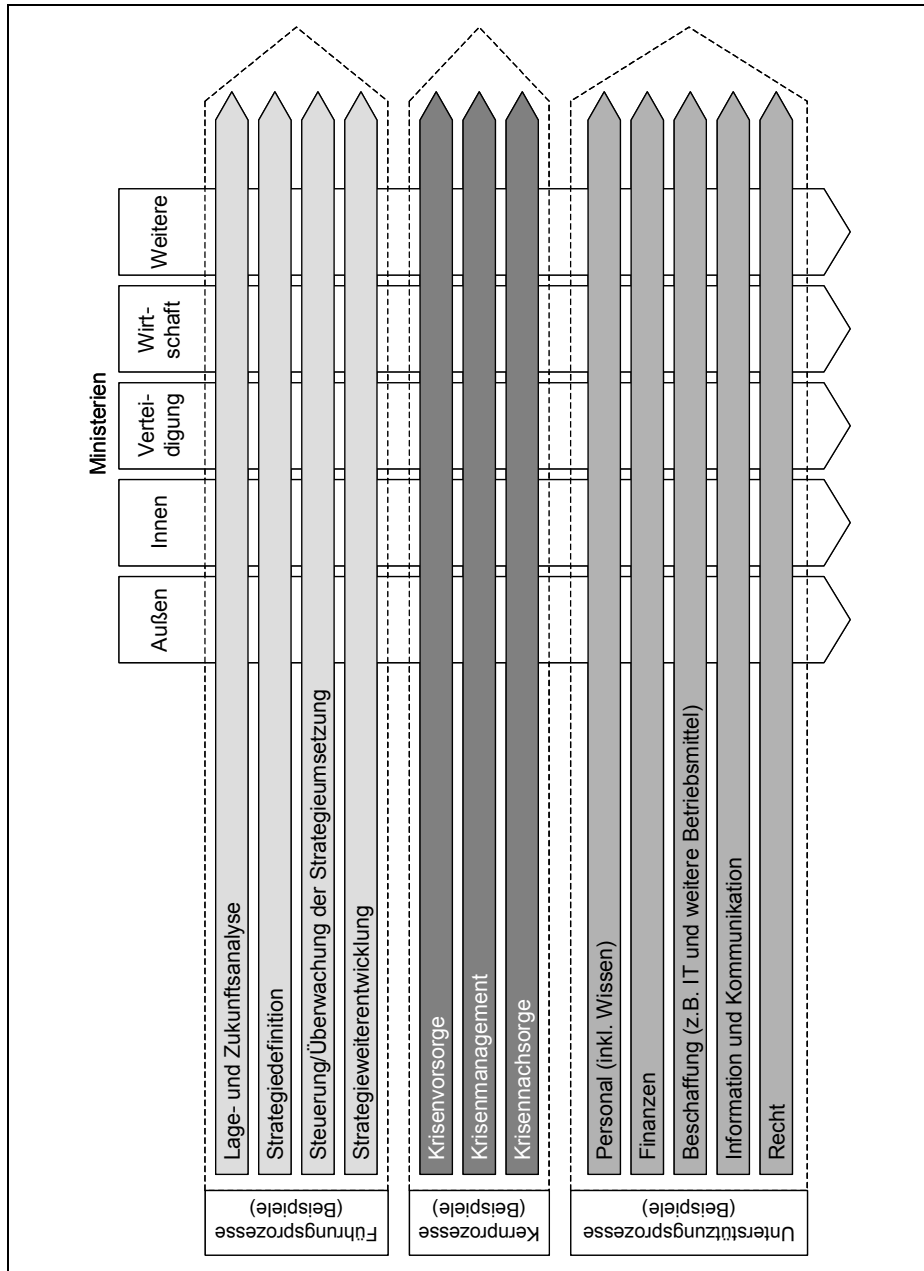 Ministerien
Außen
Innen
Vertei-
digung
Wirt-
schaft
Weitere
Führungsprozesse
(Beispiele)
Lage- und Zukunftsanalyse
Strategiedefinition
Steuerung/Überwachung der Strategieumsetzung
Strategieweiterentwicklung
Kernprozesse
(Beispiele)
Krisenvorsorge
Krisenmanagement
Krisennachsorge
Unterstützungsprozesse
(Beispiele)
Personal (inkl. Wissen)
Finanzen
Beschaffung (z.B. IT und weitere Betriebsmittel)
Information und Kommunikation
Recht